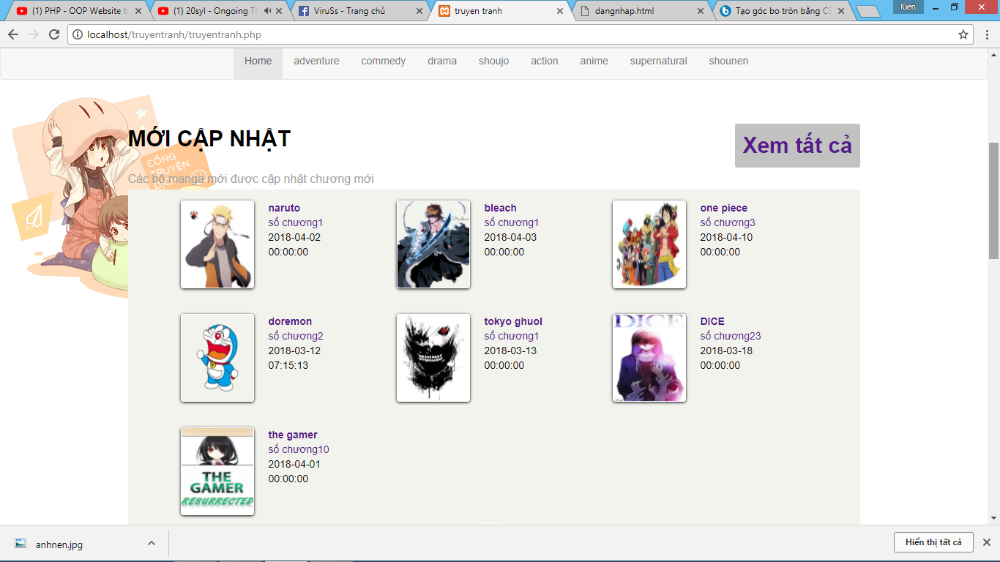 (1) PHP - OOP Website ti
(1) 20syl - Ongoing Th
ViruSs - Trang chủ
truyen tranh
dangnhap.html
Tạo góc bo tròn bằng CS
Kien
localhost/truyentranh/truyentranh.php
Home adventure commedy drama shoujo action anime supernatural shounen
CỔNG
TRUYỆN
MỚI CẬP NHẬT
Xem tất cả
Các bộ manga mới được cập nhật chương mới
naruto
số chương1
2018-04-02
00:00:00
bleach
số chương1
2018-04-03
00:00:00
one piece
số chương3
2018-04-10
00:00:00
doremon
số chương2
2018-03-12
07:15:13
tokyo ghuol
số chương1
2018-03-13
00:00:00
DICE
DICE
số chương23
2018-03-18
00:00:00
THE
GAMER
RESURRECTED
the gamer
số chương10
2018-04-01
00:00:00
anhnen.jpg
Hiển thị tất cả